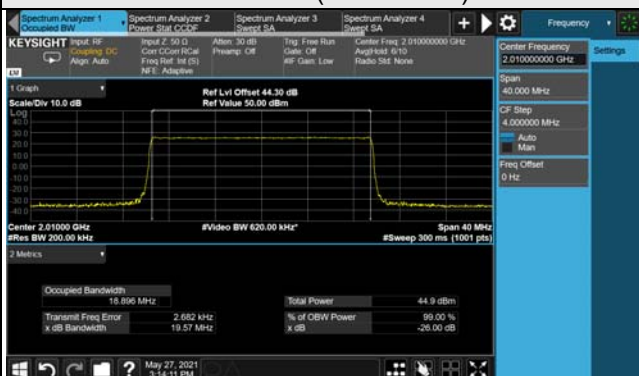 Spectrum Analyzer 1
Occupied BW
Spectrum Analyzer 2
Power Stat CCDF
Spectrum Analyzer 3
Swept SA
Spectrum Analyzer 4
Swept SA
Frequency
KEYSIGHT
Input: RF
Coupling: DC
Align: Auto
Input Z: 50 Ω
Corr CCorr RCal
Freq Ref: Int (S)
NFE: Adaptive
Atten: 30 dB
Preamp: Off
Trig: Free Run
Gate: Off
#IF Gain: Low
Center Freq: 2.010000000 GHz
Avg|Hold: 6/10
Radio Std: None
LXI
Center Frequency
2.010000000 GHz
Settings
Span
40.000 MHz
CF Step
4.000000 MHz
Auto
Man
Freq Offset
0 Hz
1 Graph
Scale/Div 10.0 dB
Ref Lvl Offset 44.30 dB
Ref Value 50.00 dBm
Log
40.0
30.0
20.0
10.0
0.00
-10.0
-20.0
-30.0
-40.0
Center 2.01000 GHz
#Res BW 200.00 kHz
#Video BW 620.00 kHz*
Span 40 MHz
#Sweep 300 ms (1001 pts)
2 Metrics
Occupied Bandwidth
18.896 MHz
Total Power 44.9 dBm
Transmit Freq Error 2.682 kHz
% of OBW Power 99.00 %
x dB Bandwidth 19.57 MHz
x dB -26.00 dB
May 27, 2021
3:14:11 PM